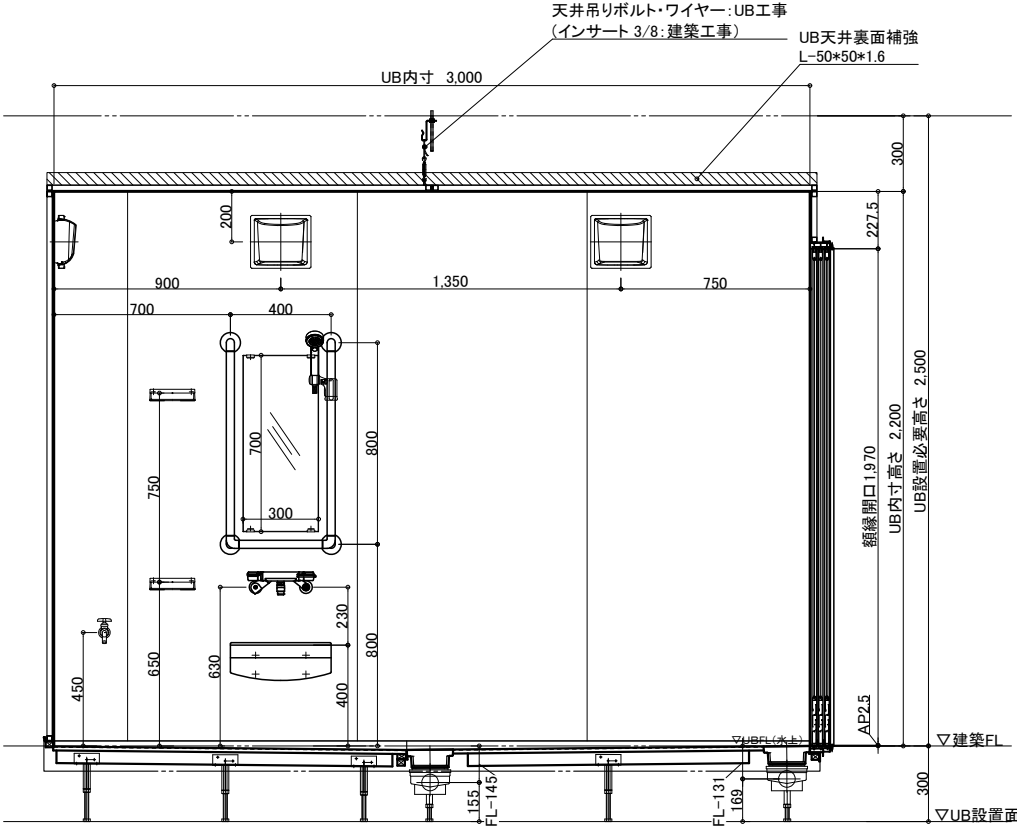 天井吊りボルト・ワイヤー：UB工事
（インサート 3/8：建築工事）
UB天井裏面補強
L-50*50*1.6
UB内寸 3,000
300
200
227.5
900
1,350
750
700
400
UB設置必要高さ 2,500
UB内寸高さ 2,200
額縁開口1,970
700
800
750
300
230
800
630
650
450
400
AP2.5
▽UBFL(水上)
▽建築FL
155
FL-145
FL-131
169
300
▽UB設置面